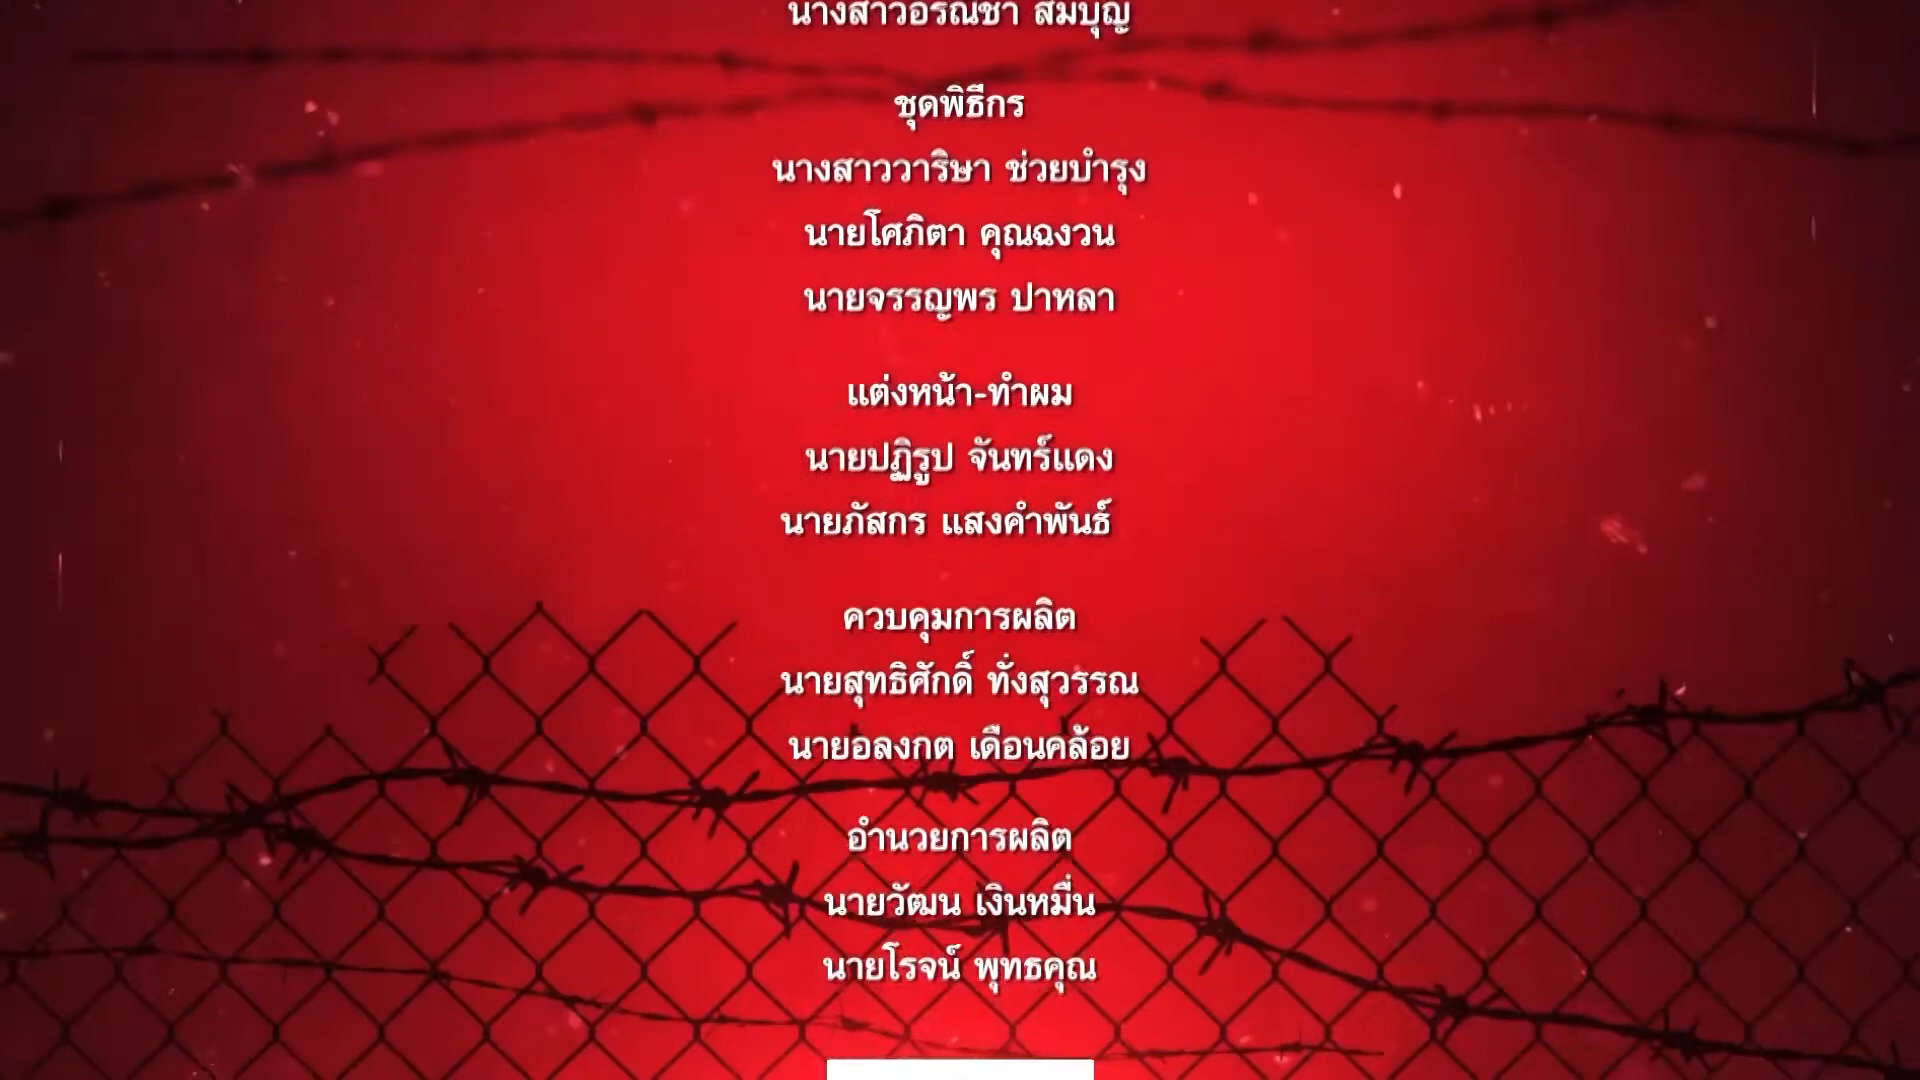 นางสาวอรณิชา สมบุญ
ชุดพิธีกร
นางสาววาริษา ช่วยบำรุง
นายโศภิตา คุณฉงวน
นายจรรญพร ปาหลา
แต่งหน้า-ทำผม
นายปฏิรูป จันทร์แดง
นายภัสกร แสงคำพันธ์
ควบคุมการผลิต
นายสุทธิศักดิ์ ทั่งสุวรรณ
นายอลงกต เดือนคล้อย
อำนวยการผลิต
นายวัฒน เงินหมื่น
นายโรจน์ พุทธคุณ